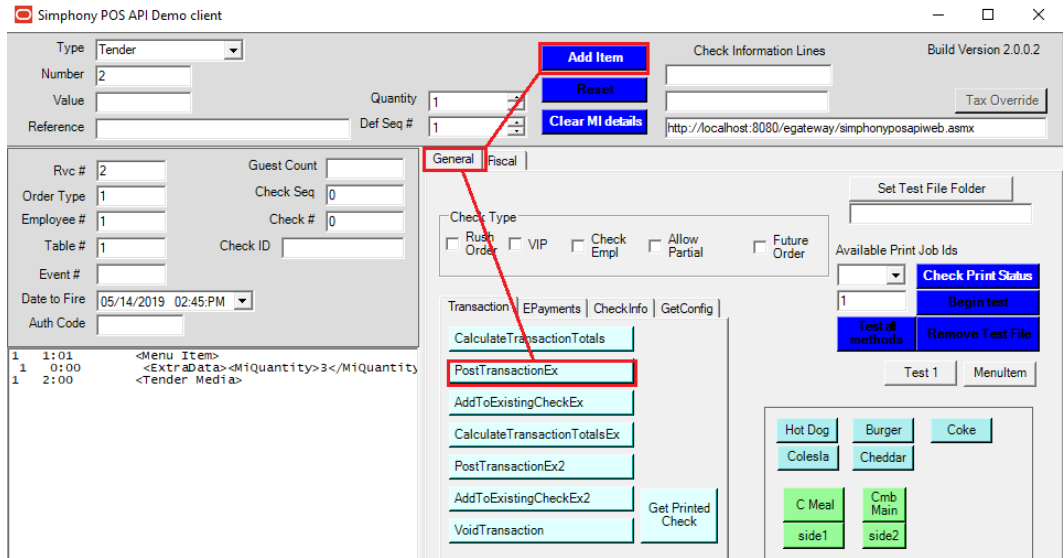 Simphony POS API Demo client
Type Tender
Number 2
Value
Quantity 1
Reference
Def Seq # 1
Add Item
Reset
Clear MI details
Check Information Lines
Build Version 2.0.0.2
Tax Override
http://localhost:8080/egateway/simphonyposapiweb.asmx
Rvc # 2
Guest Count
Order Type 1
Check Seq 0
Employee # 1
Check # 0
Table # 1
Check ID
Event #
Date to Fire 05/14/2019 02:45:PM
Auth Code
1 1:01 <Menu Item>
1 0:00 <ExtraData><MiQuantity>3</MiQuantity
1 2:00 <Tender Media>
General Fiscal
Check Type
Rush Order
VIP
Check Empl
Allow Partial
Future Order
Transaction EPayments CheckInfo GetConfig
CalculateTransactionTotals
PostTransactionEx
AddToExistingCheckEx
CalculateTransactionTotalsEx
PostTransactionEx2
AddToExistingCheckEx2
VoidTransaction
Get Printed Check
Set Test File Folder
Available Print Job Ids
Check Print Status
1
Begin test
Test all methods
Remove Test File
Test 1 MenuItem
Hot Dog Burger Coke
Colesla Cheddar
C Meal Cmb Main
side1 side2